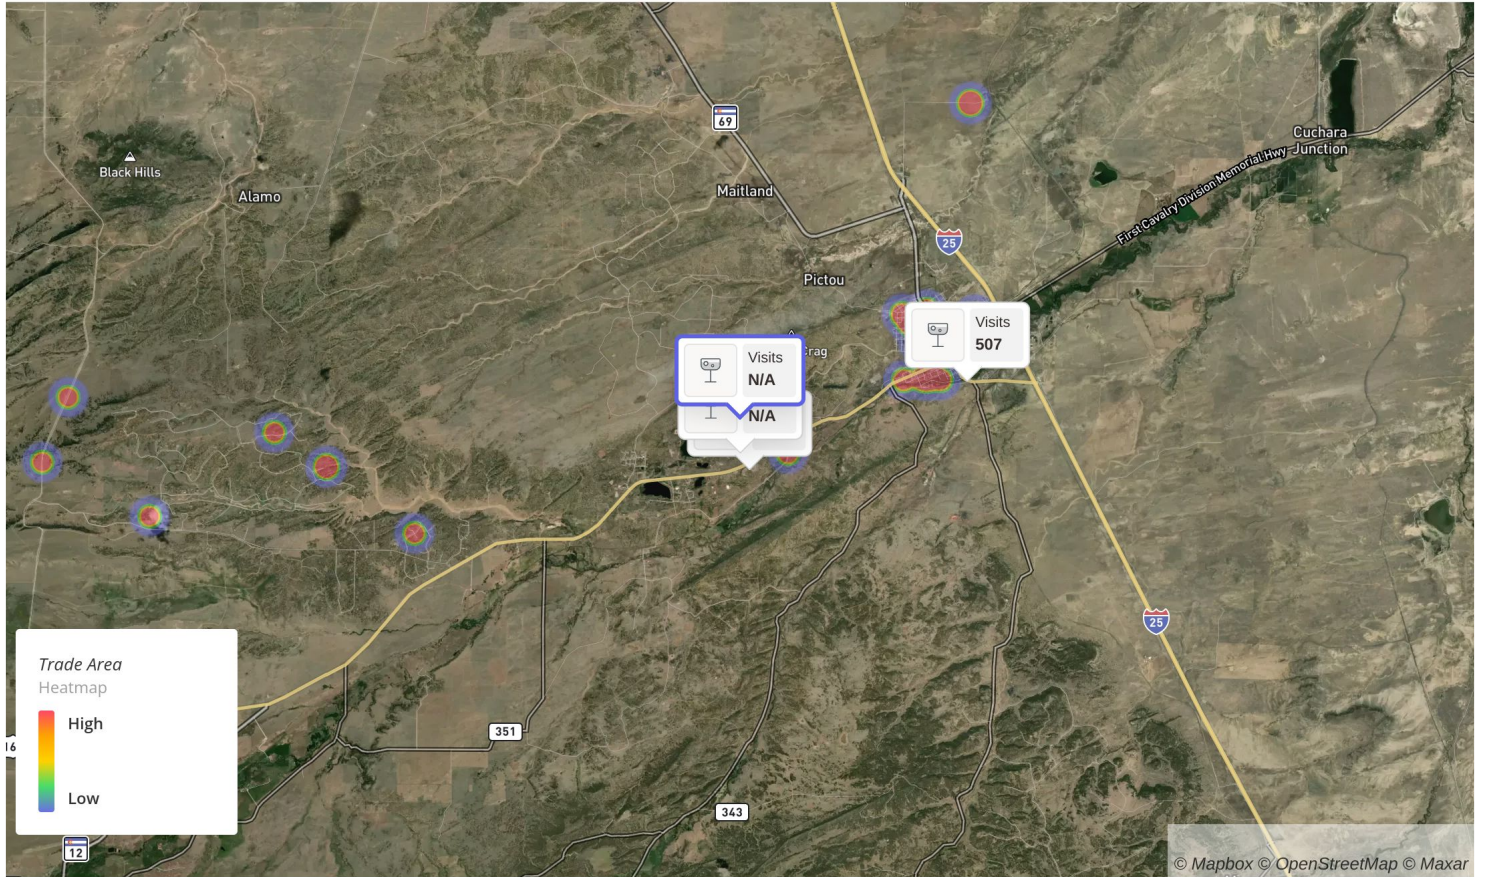 69
Cuchara
Junction
First Cavalry Division Memorial Hwy
Black Hills
Alamo
Maitland
25
Pictou
Visits
507
Visits
N/A
N/A
25
Trade Area
Heatmap
High
Low
351
343
12
© Mapbox © OpenStreetMap © Maxar